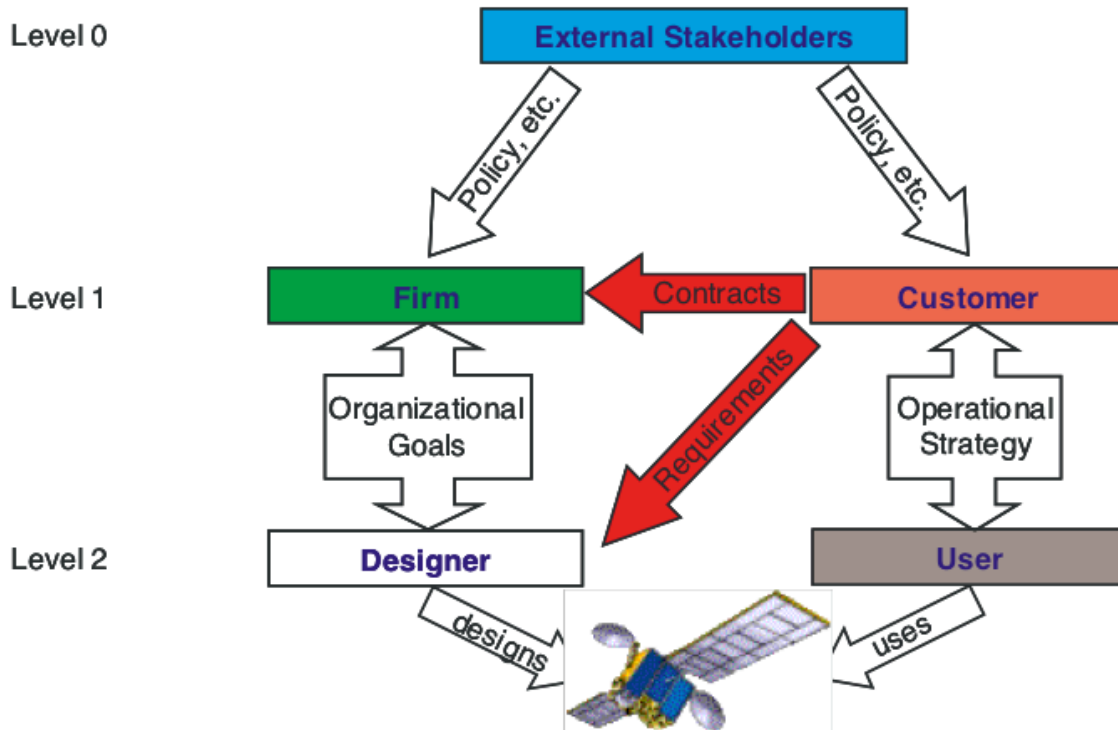 Level 0
External Stakeholders
Policy, etc.
Policy, etc.
Level 1
Firm
Contracts
Customer
Organizational
Goals
Requirements
Operational
Strategy
Level 2
Designer
User
designs
uses